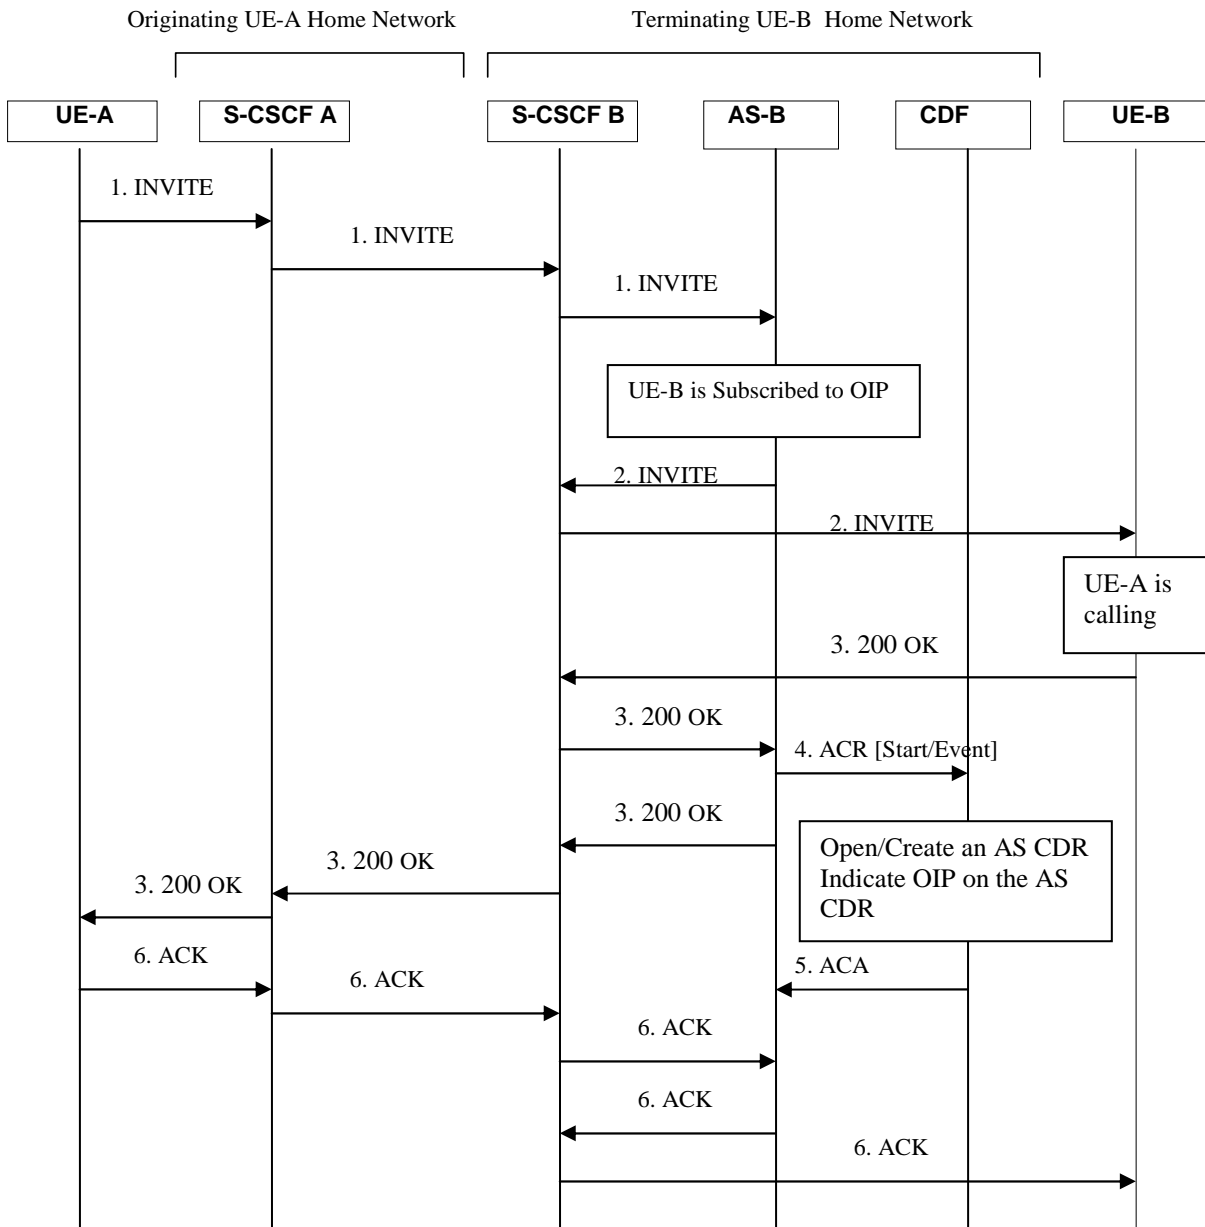 Originating UE-A Home Network
Terminating UE-B Home Network
UE-A
S-CSCF A
S-CSCF B
AS-B
CDF
UE-B
1. INVITE
1. INVITE
1. INVITE
UE-B is Subscribed to OIP
2. INVITE
2. INVITE
UE-A is
calling
3. 200 OK
3. 200 OK
4. ACR [Start/Event]
3. 200 OK
Open/Create an AS CDR
Indicate OIP on the AS
CDR
3. 200 OK
3. 200 OK
6. ACK
5. ACA
6. ACK
6. ACK
6. ACK
6. ACK